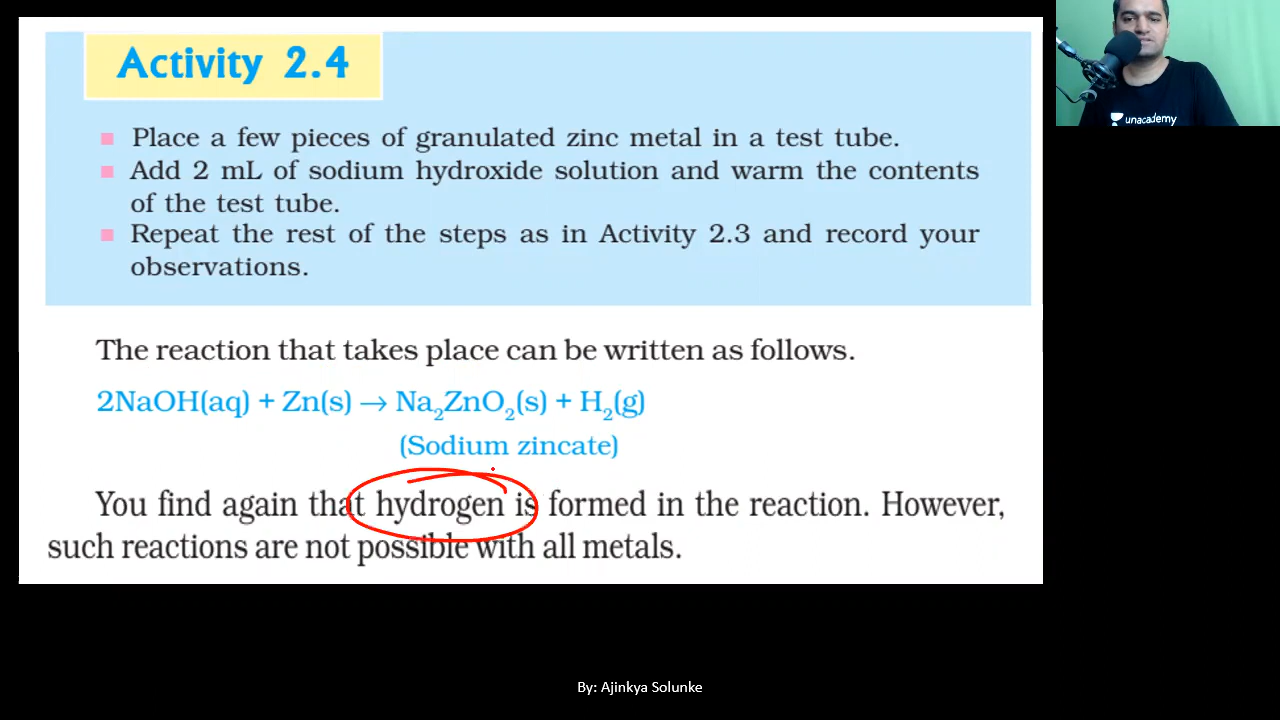 Activity 2.4
Place a few pieces of granulated zinc metal in a test tube.
Add 2 mL of sodium hydroxide solution and warm the contents
of the test tube.
Repeat the rest of the steps as in Activity 2.3 and record your
observations.
The reaction that takes place can be written as follows.
2NaOH(aq) + Zn(s) → Na₂ZnO₂(s) + H₂(g)
(Sodium zincate)
You find again that hydrogen is formed in the reaction. However,
such reactions are not possible with all metals.
unacademy
By: Ajinkya Solunke